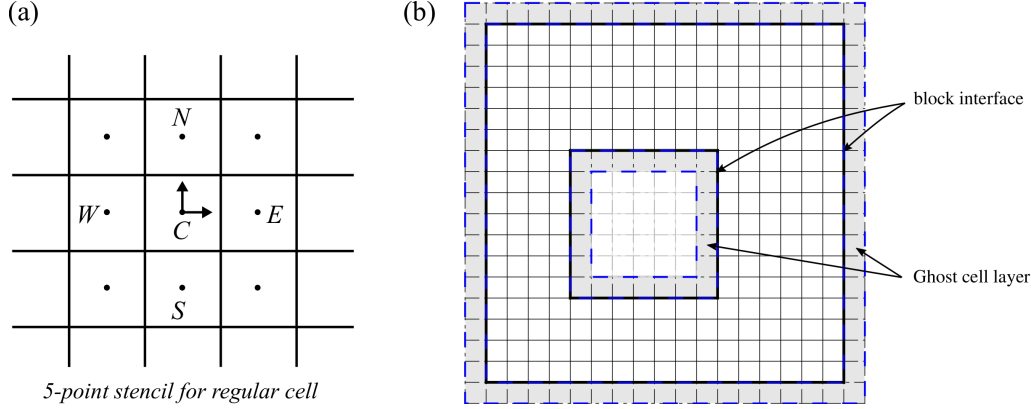 (a)
(b)
N
W
C
E
S
5-point stencil for regular cell
block interface
Ghost cell layer